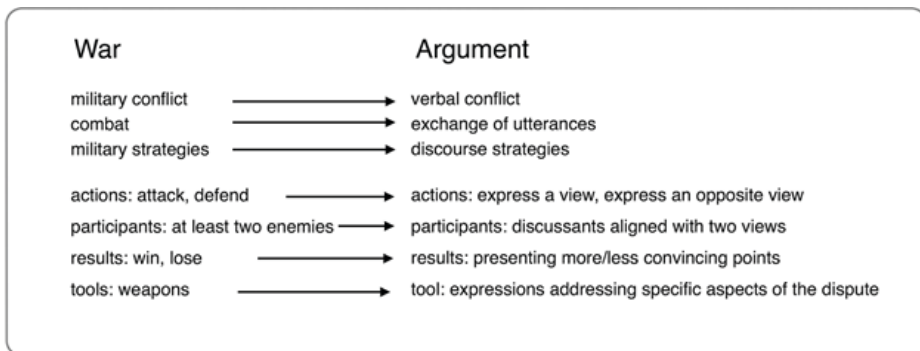 War Argument
military conflict verbal conflict
combat exchange of utterances
military strategies discourse strategies
actions: attack, defend actions: express a view, express an opposite view
participants: at least two enemies participants: discussants aligned with two views
results: win, lose results: presenting more/less convincing points
tools: weapons tool: expressions addressing specific aspects of the dispute